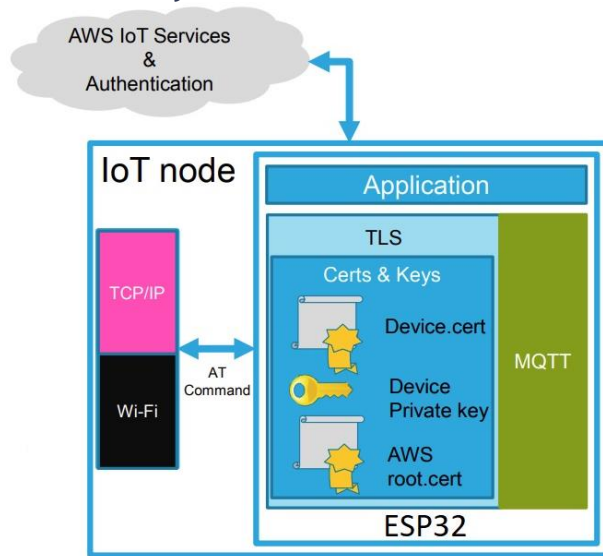 AWS IoT Services
&
Authentication
IoT node
Application
TLS
Certs & Keys
TCP/IP
Device.cert
AT
Command
MQTT
Device
Private key
Wi-Fi
AWS
root.cert
ESP32